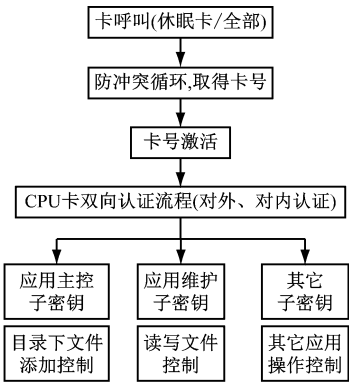 卡呼叫(休眠卡/全部)
防冲突循环,取得卡号
卡号激活
CPU卡双向认证流程(对外、对内认证)
应用主控
子密钥
应用维护
子密钥
其它
子密钥
目录下文件
添加控制
读写文件
控制
其它应用
操作控制